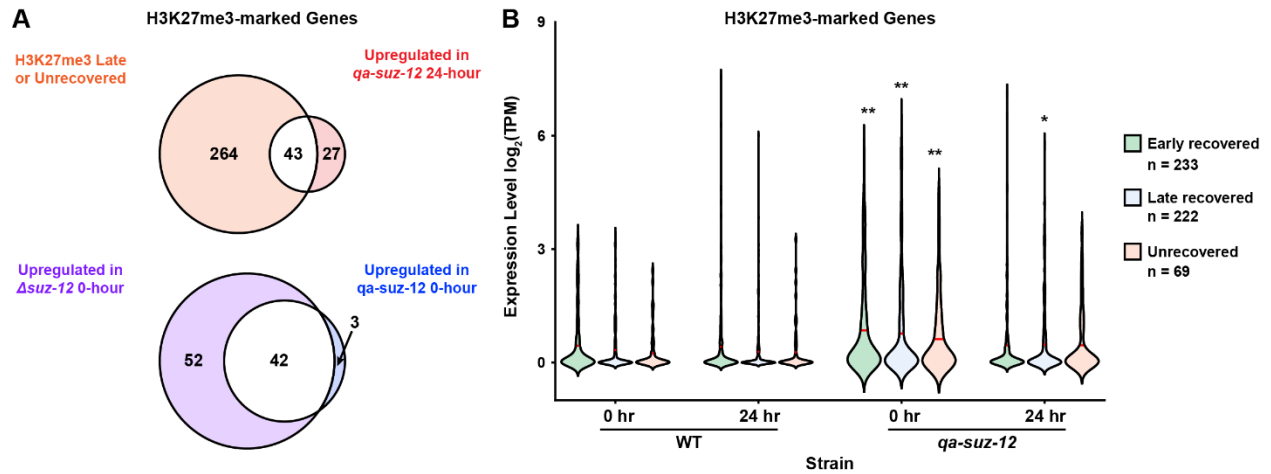 A
H3K27me3-marked Genes
H3K27me3 Late
or Unrecovered
Upregulated in
qa-suz-12 24-hour
264
43
27
Upregulated in
Δsuz-12 0-hour
Upregulated in
qa-suz-12 0-hour
52
42
3
B
H3K27me3-marked Genes
Expression Level log₂(TPM)
9
6
3
0
**
**
**
*
0 hr
24 hr
0 hr
24 hr
WT
qa-suz-12
Strain
Early recovered
n = 233
Late recovered
n = 222
Unrecovered
n = 69